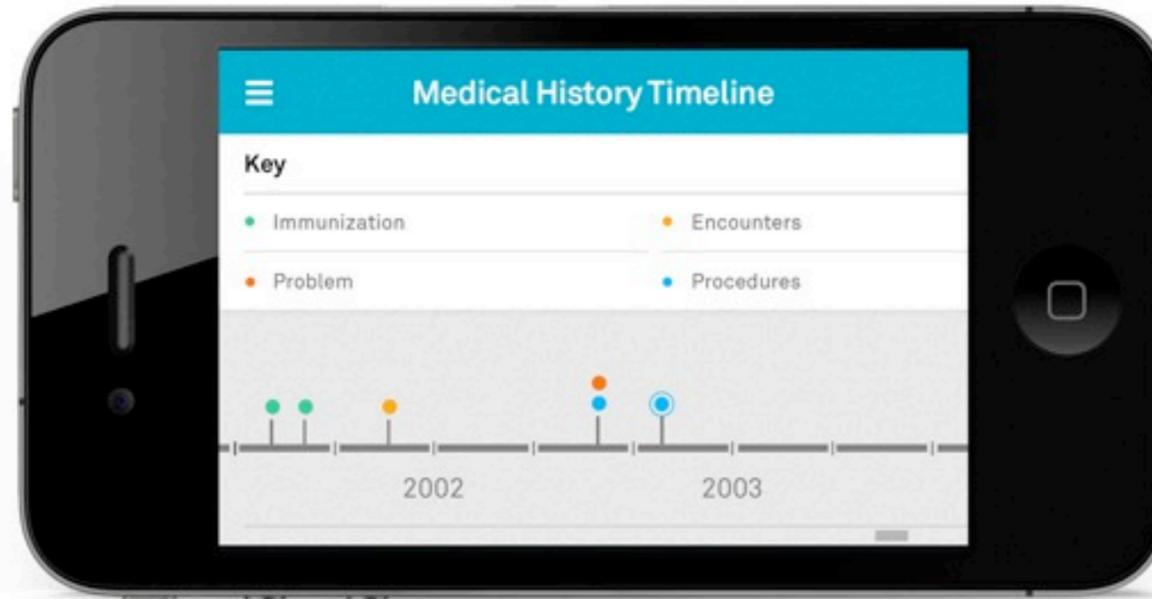 Medical History Timeline
Key
Immunization
Encounters
Problem
Procedures
2002
2003